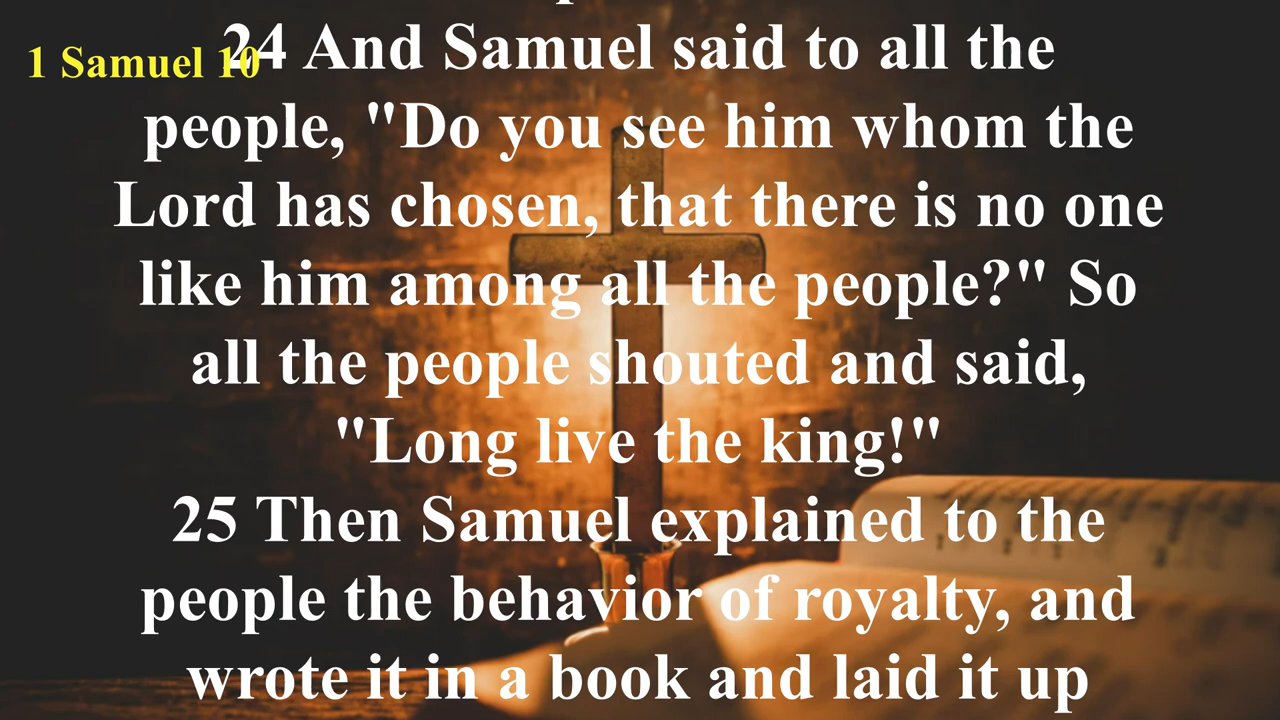 1 Samuel 10
24 And Samuel said to all the
people, "Do you see him whom the
Lord has chosen, that there is no one
like him among all the people?" So
all the people shouted and said,
"Long live the king!"
25 Then Samuel explained to the
people the behavior of royalty, and
wrote it in a book and laid it up